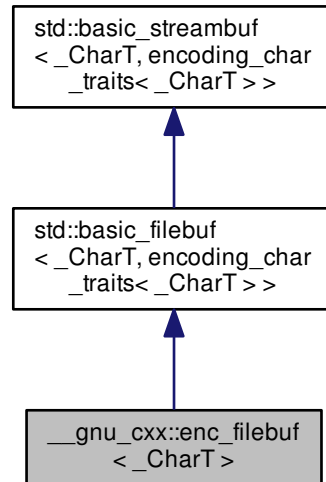 std::basic_streambuf
< _CharT, encoding_char
_traits< _CharT > >
std::basic_filebuf
< _CharT, encoding_char
_traits< _CharT > >
__gnu_cxx::enc_filebuf
< _CharT >